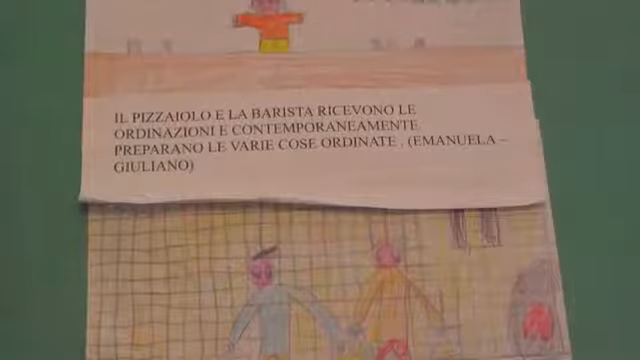 IL PIZZAIOLO E LA BARISTA RICEVONO LE
ORDINAZIONI E CONTEMPORANEAMENTE
PREPARANO LE VARIE COSE ORDINATE . (EMANUELA –
GIULIANO)